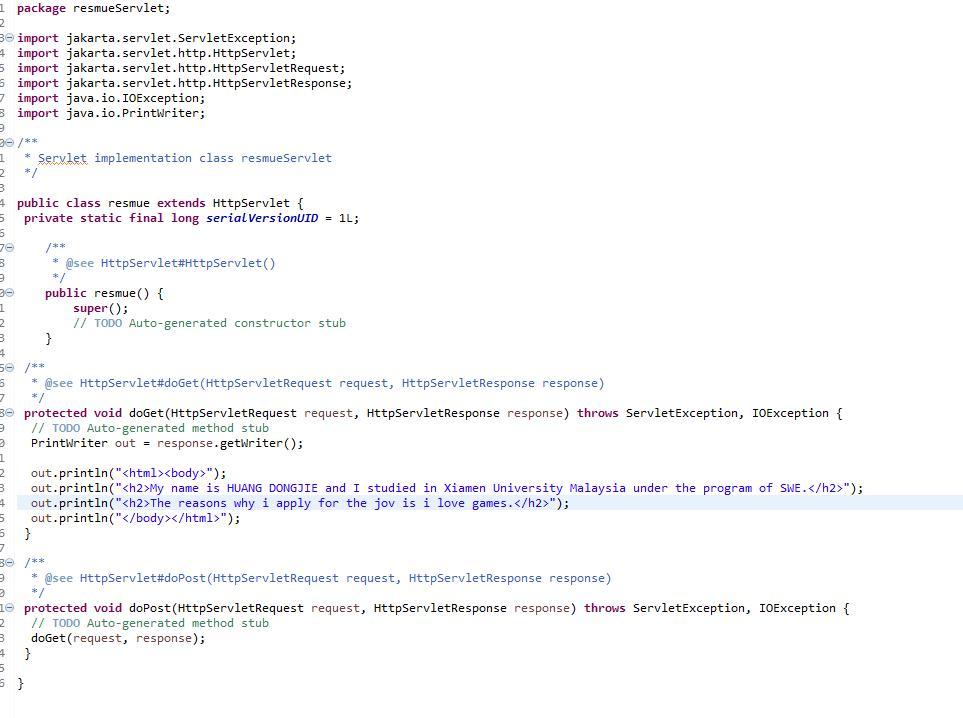 1 package resmueServlet;
2
3 import jakarta.servlet.ServletException;
4 import jakarta.servlet.http.HttpServlet;
5 import jakarta.servlet.http.HttpServletRequest;
6 import jakarta.servlet.http.HttpServletResponse;
7 import java.io.IOException;
8 import java.io.PrintWriter;
9
0 /**
1 * Servlet implementation class resmueServlet
2 */
3
4 public class resmue extends HttpServlet {
5 private static final long serialVersionUID = 1L;
6
7 /**
8 * @see HttpServlet#HttpServlet()
9 */
0 public resmue() {
1 super();
2 // TODO Auto-generated constructor stub
3 }
4
5 /**
6 * @see HttpServlet#doGet(HttpServletRequest request, HttpServletResponse response)
7 */
8 protected void doGet(HttpServletRequest request, HttpServletResponse response) throws ServletException, IOException {
9 // TODO Auto-generated method stub
0 PrintWriter out = response.getWriter();
1
2 out.println("<html><body>");
3 out.println("<h2>My name is HUANG DONGJIE and I studied in Xiamen University Malaysia under the program of SWE.</h2>");
4 out.println("<h2>The reasons why i apply for the jov is i love games.</h2>");
5 out.println("</body></html>");
6 }
7
8 /**
9 * @see HttpServlet#doPost(HttpServletRequest request, HttpServletResponse response)
0 */
1 protected void doPost(HttpServletRequest request, HttpServletResponse response) throws ServletException, IOException {
2 // TODO Auto-generated method stub
3 doGet(request, response);
4 }
5
6 }